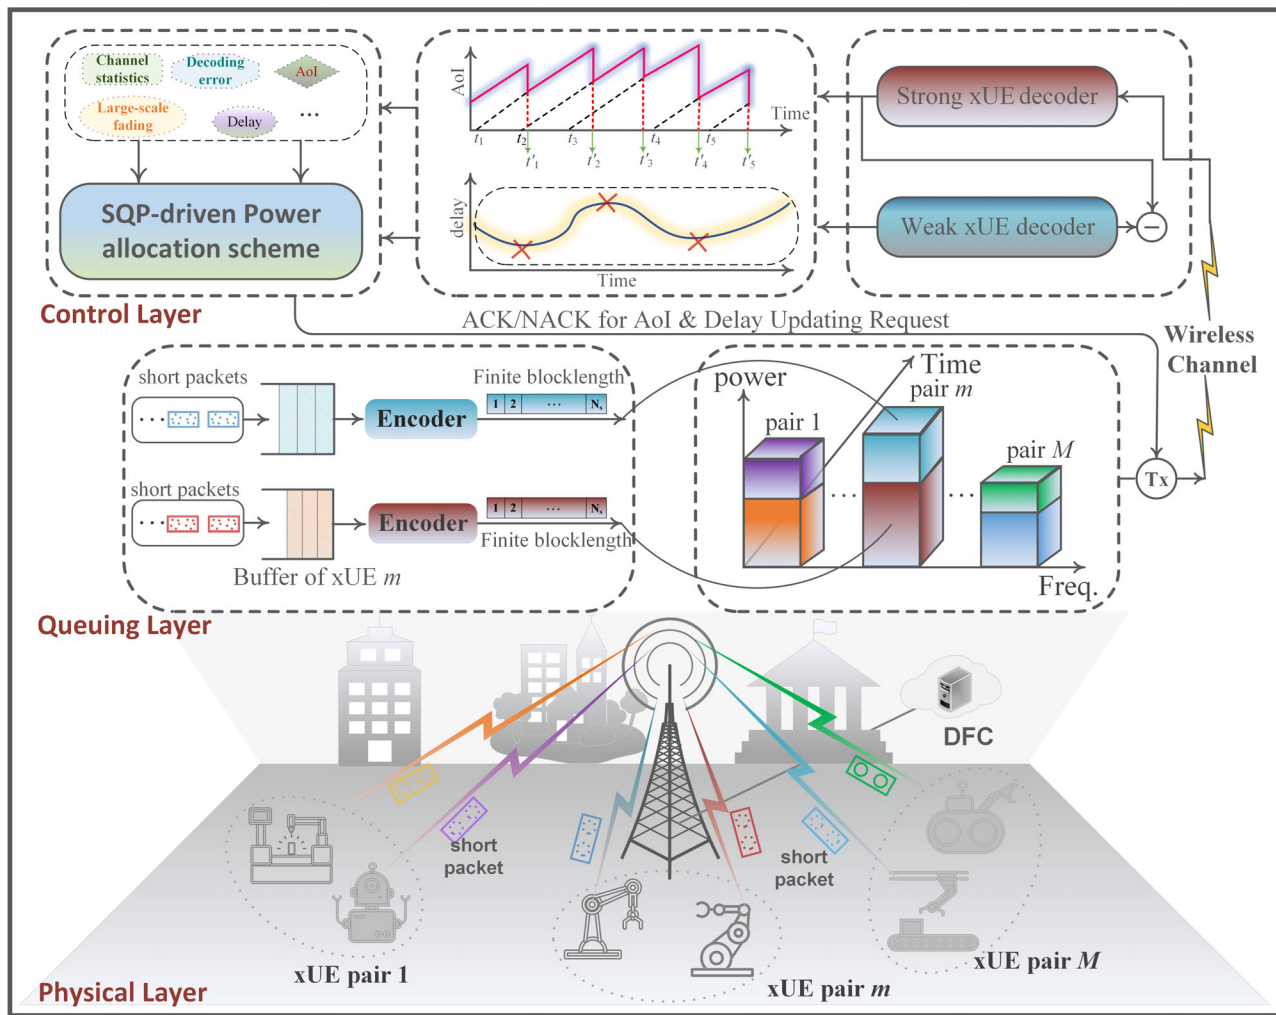 Channel
statistics
Decoding
error
AoI
Large-scale
fading
Delay
...
SQP-driven Power
allocation scheme
Control Layer
AoI
Time
t1
t2
t3
t4
t5
t'1
t'2
t'3
t'4
t'5
delay
Time
Strong xUE decoder
Weak xUE decoder
−
ACK/NACK for AoI & Delay Updating Request
Wireless
Channel
short packets
...
Encoder
Finite blocklength
1 2 ... Ns
short packets
...
Encoder
1 2 ... Ns
Finite blocklength
Buffer of xUE m
power
Time
pair 1
pair m
pair M
...
...
Freq.
Tx
Queuing Layer
DFC
short
packet
short
packet
xUE pair 1
xUE pair m
xUE pair M
Physical Layer